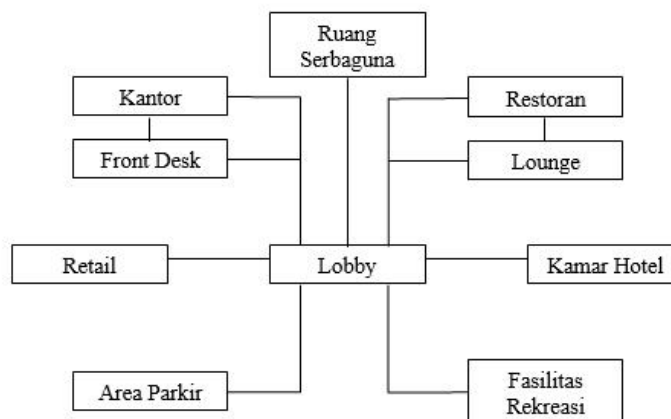 Ruang
Serbaguna
Kantor
Restoran
Front Desk
Lounge
Retail
Lobby
Kamar Hotel
Area Parkir
Fasilitas
Rekreasi